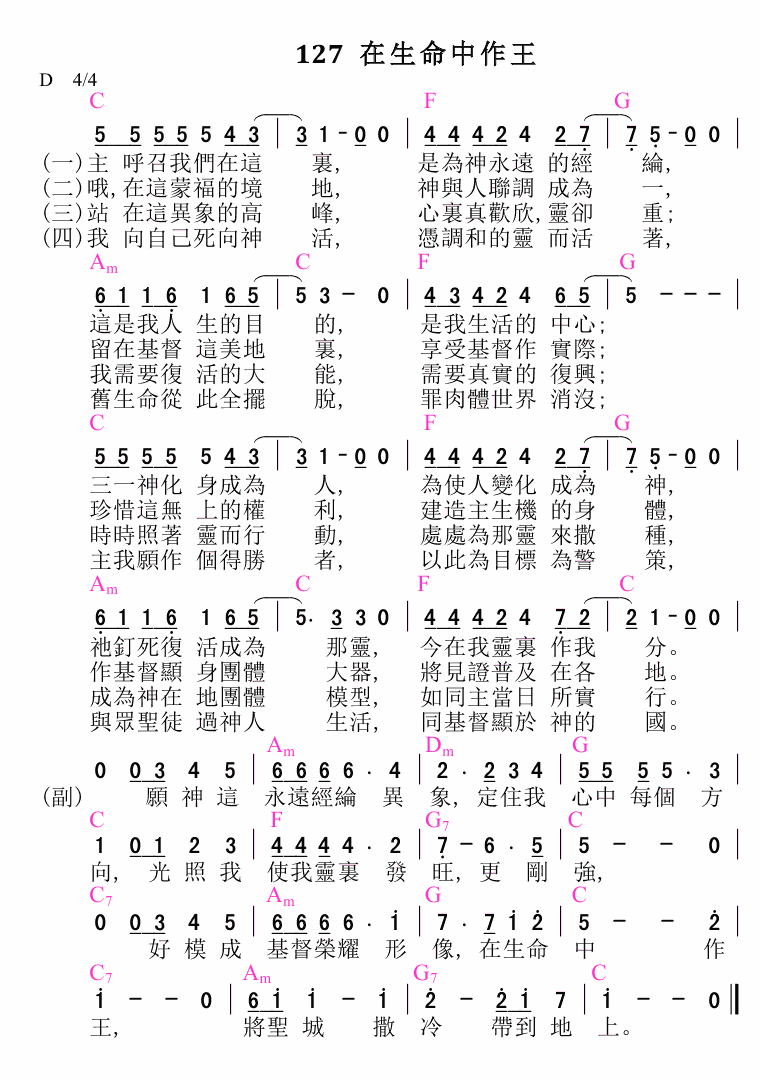 127 在生命中作王
D 4/4
C F G
5 5 5 5 5 4 3 | 3 1 - 0 0 | 4 4 4 2 4 2 7 | 7 5 - 0 0 |
(一)主 呼召我們在這 裏, 是為神永遠 的經 綸,
(二)哦,在這蒙福的境 地, 神與人聯調 成為 一,
(三)站 在這異象的高 峰, 心裏真歡欣,靈卻 重;
(四)我 向自己死向神 活, 憑調和的靈 而活 著,
Am C F G
6 1 1 6 1 6 5 | 5 3 - 0 | 4 3 4 2 4 6 5 | 5 - - - |
這是我人 生的目 的, 是我生活的 中心;
留在基督 這美地 裏, 享受基督作 實際;
我需要復 活的大 能, 需要真實的 復興;
舊生命從 此全擺 脫, 罪肉體世界 消沒;
C F G
5 5 5 5 5 4 3 | 3 1 - 0 0 | 4 4 4 2 4 2 7 | 7 5 - 0 0 |
三一神化 身成為 人, 為使人變化 成為 神,
珍惜這無 上的權 利, 建造主生機 的身 體,
時時照著 靈而行 動, 處處為那靈 來撒 種,
主我願作 個得勝 者, 以此為目標 為警 策,
Am C F C
6 1 1 6 1 6 5 | 5. 3 3 0 | 4 4 4 2 4 7 2 | 2 1 - 0 0 |
祂釘死復 活成為 那靈, 今在我靈裏 作我 分。
作基督顯 身團體 大器, 將見證普及 在各 地。
成為神在 地團體 模型, 如同主當日 所實 行。
與眾聖徒 過神人 生活, 同基督顯於 神的 國。
Am Dm G
0 0 3 4 5 | 6 6 6 6 . 4 | 2 . 2 3 4 | 5 5 5 5 . 3 |
(副) 願 神 這 永遠經綸 異 象, 定住我 心中 每個 方
C F G7 C
1 0 1 2 3 | 4 4 4 4 . 2 | 7 - 6 . 5 | 5 - - 0 |
向, 光 照 我 使我靈裏 發 旺, 更 剛 強,
C7 Am G C
0 0 3 4 5 | 6 6 6 6 . i | 7 . 7 i 2 | 5 - - 2 |
好 模 成 基督榮耀 形 像, 在生命 中 作
C7 Am G7 C
i - - 0 | 6 i i - i | 2 - 2 i 7 | i - - 0 ‖
王, 將聖 城 撒 冷 帶到 地 上。